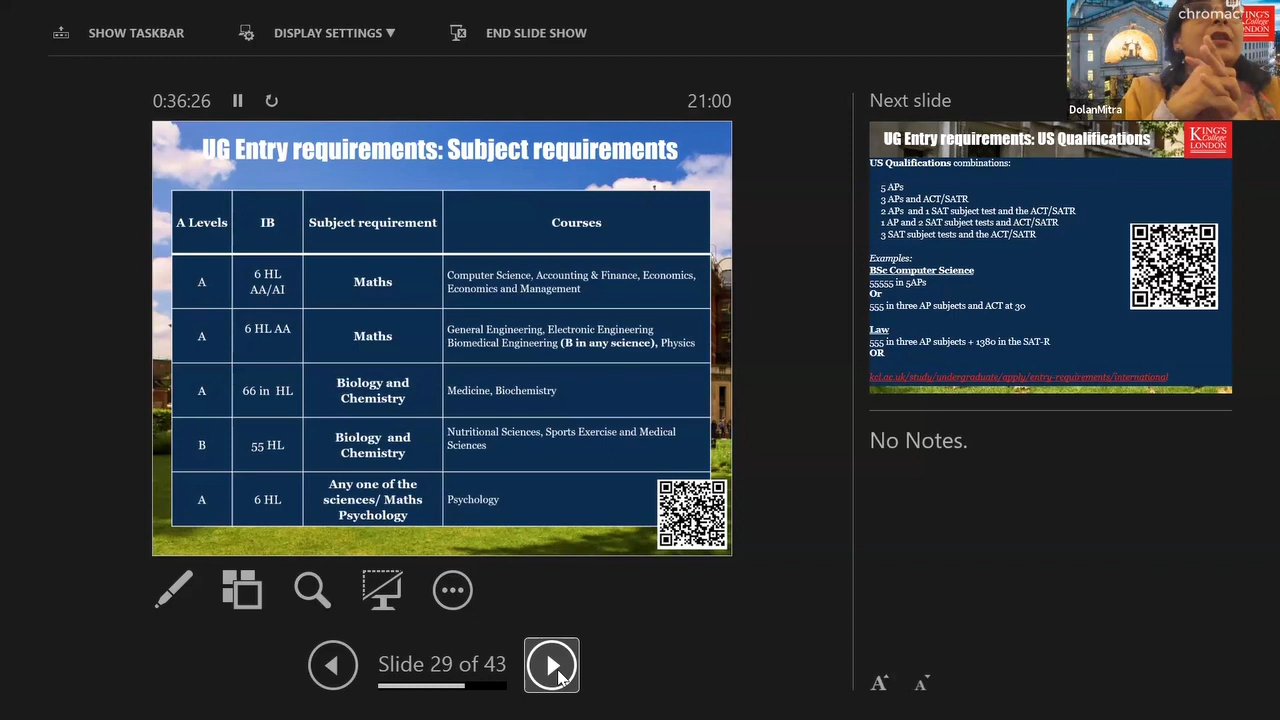 SHOW TASKBAR
DISPLAY SETTINGS ▼
END SLIDE SHOW
chromac
KING'S
College
LONDON
DolanMitra
0:36:26
21:00
Next slide
UG Entry requirements: Subject requirements
A Levels IB Subject requirement Courses
A
6 HL
AA/AI
Maths
Computer Science, Accounting & Finance, Economics,
Economics and Management
A
6 HL AA
Maths
General Engineering, Electronic Engineering
Biomedical Engineering (B in any science), Physics
A
66 in HL
Biology and
Chemistry
Medicine, Biochemistry
B
55 HL
Biology and
Chemistry
Nutritional Sciences, Sports Exercise and Medical
Sciences
A
6 HL
Any one of the
sciences/ Maths
Psychology
Psychology
UG Entry requirements: US Qualifications
KING'S
College
LONDON
US Qualifications combinations:
5 APs
3 APs and ACT/SATR
2 APs and 1 SAT subject test and the ACT/SATR
1 AP and 2 SAT subject tests and ACT/SATR
3 SAT subject tests and the ACT/SATR
Examples:
BSc Computer Science
55555 in 5APs
Or
555 in three AP subjects and ACT at 30
Law
555 in three AP subjects + 1380 in the SAT-R
OR
kcl.ac.uk/study/undergraduate/apply/entry-requirements/international
No Notes.
Slide 29 of 43
A A